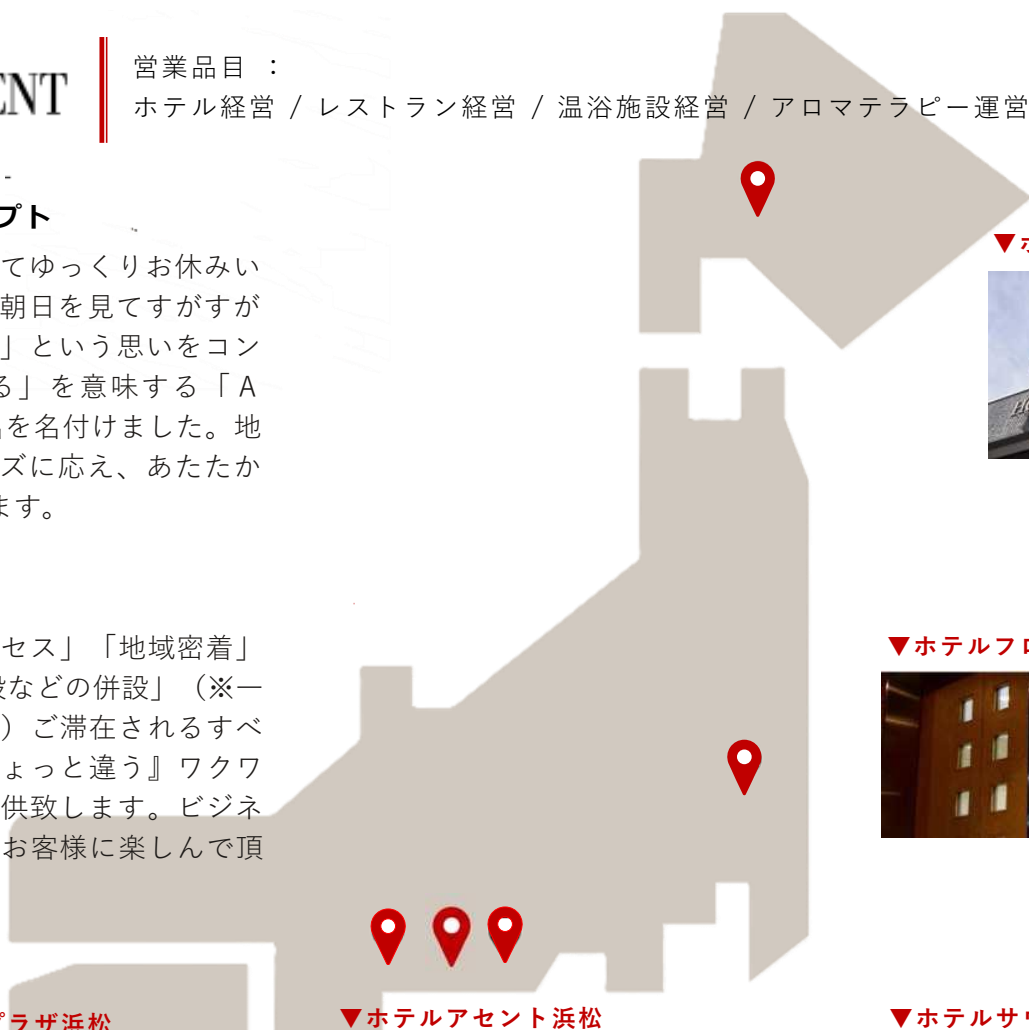 ENT
営業品目 ：
ホテル経営 / レストラン経営 / 温浴施設経営 / アロマテラピー運営
-
プト
てゆっくりお休みい
朝日を見てすがすが
」という思いをコン
る」を意味する「A
を名付けました。地
ズに応え、あたたか
ます。
セス」「地域密着」
などの併設」（※一
）ご滞在されるすべ
ょっと違う』ワクワ
供致します。ビジネ
お客様に楽しんで頂
▼ホ
▼ホテルフロ
プラザ浜松
▼ホテルアセント浜松
▼ホテルサ